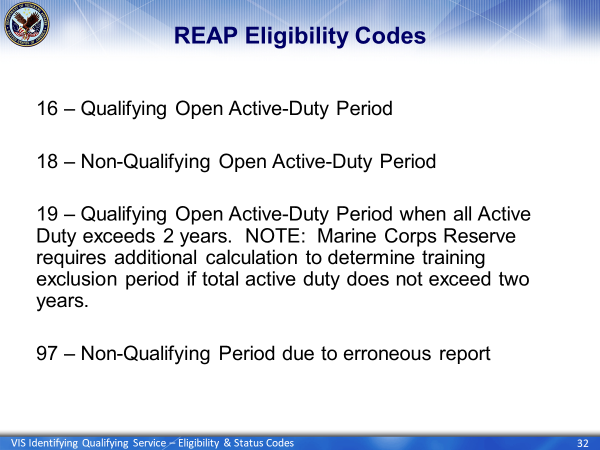 REAP Eligibility Codes
16 – Qualifying Open Active-Duty Period
18 – Non-Qualifying Open Active-Duty Period
19 – Qualifying Open Active-Duty Period when all Active
Duty exceeds 2 years.  NOTE:  Marine Corps Reserve
requires additional calculation to determine training
exclusion period if total active duty does not exceed two
years.
97 – Non-Qualifying Period due to erroneous report
VIS Identifying Qualifying Service – Eligibility & Status Codes
32